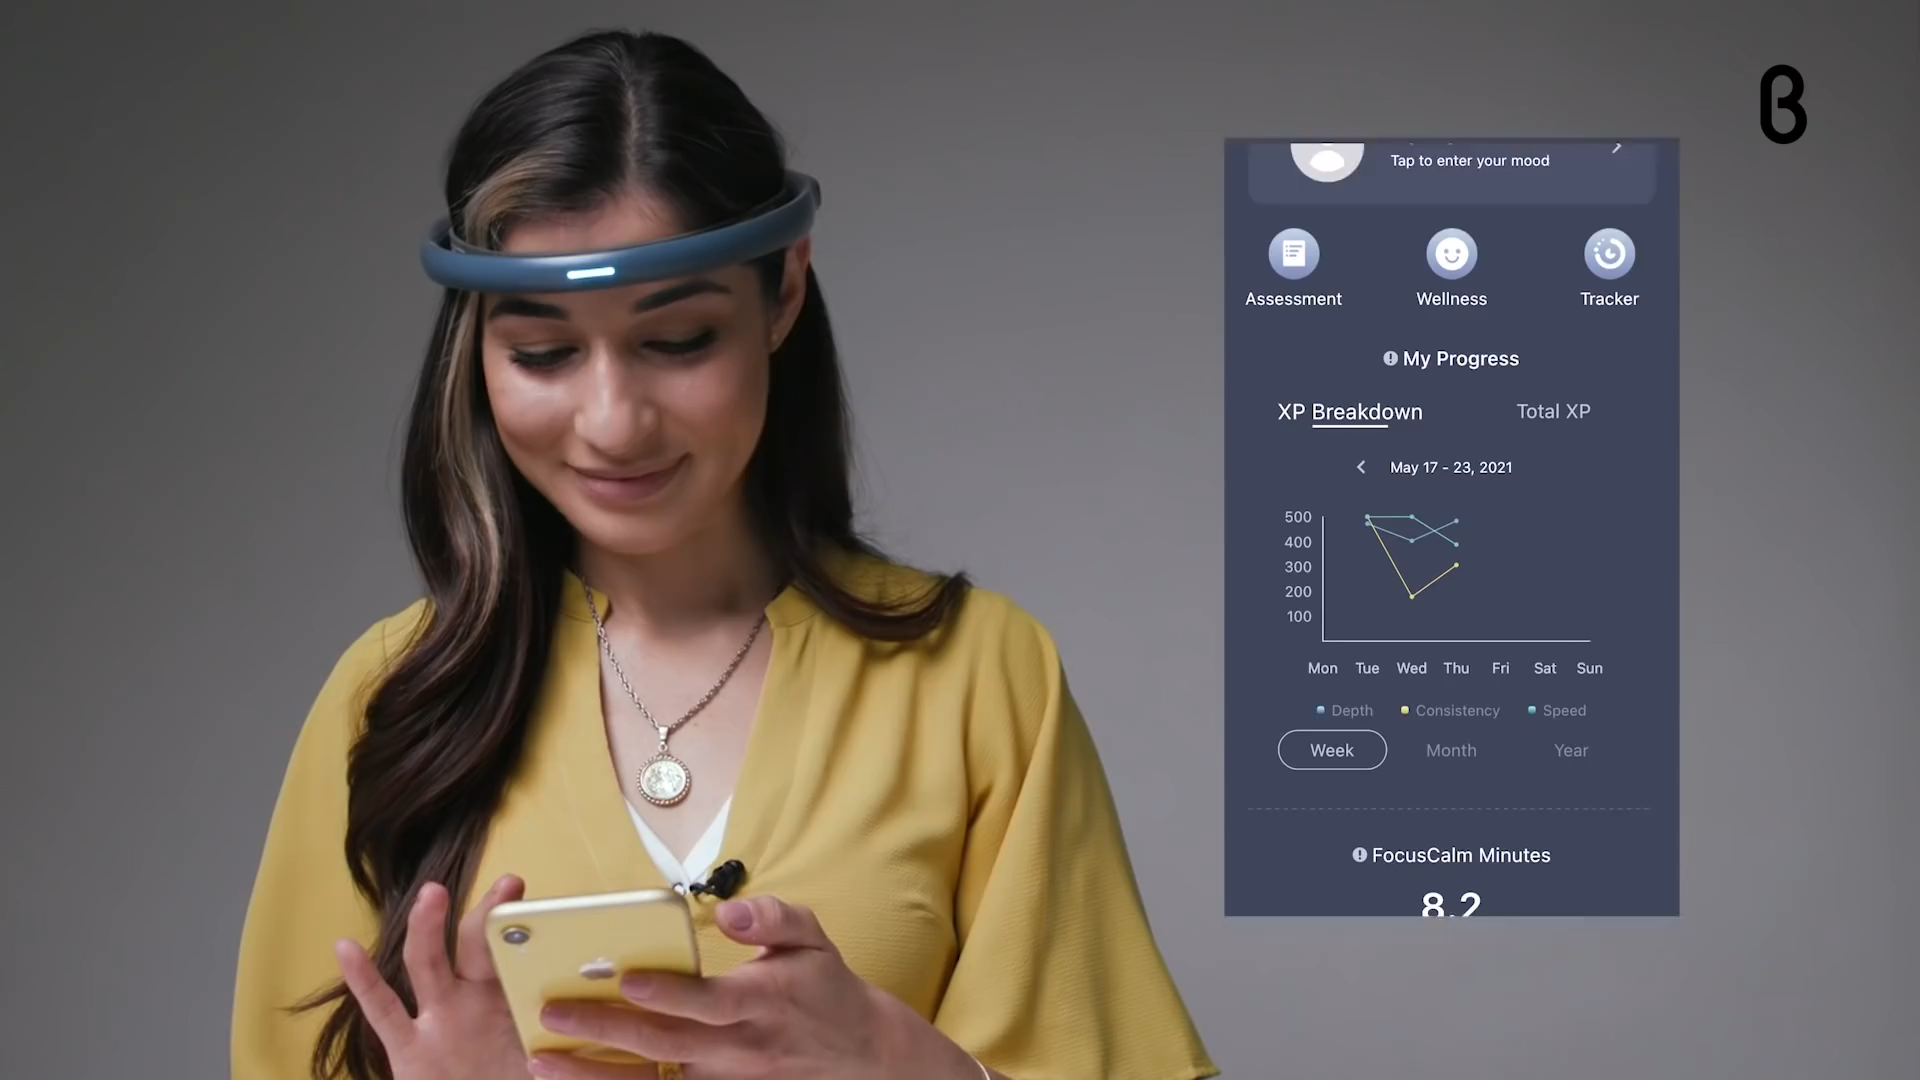 β
Tap to enter your mood
Assessment Wellness Tracker
My Progress
XP Breakdown Total XP
May 17 - 23, 2021
500
400
300
200
100
Mon Tue Wed Thu Fri Sat Sun
Depth Consistency Speed
Week Month Year
FocusCalm Minutes
8.2